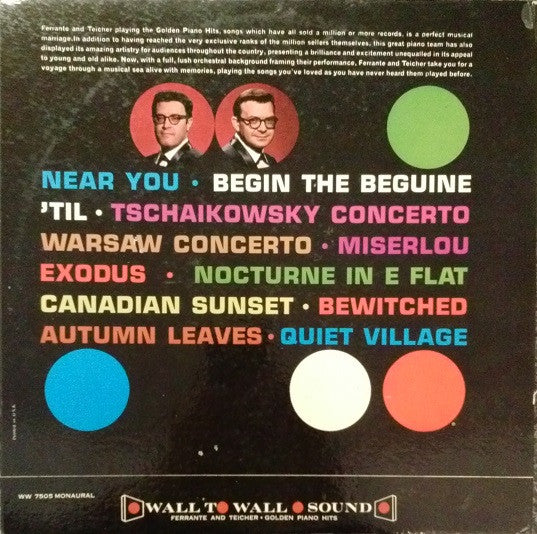 Ferrante and Teicher playing the Golden Piano Hits, songs which have all sold a million or more records, is a perfect musical
marriage.In addition to having reached the very exclusive ranks of the million sellers themselves, this great piano team has also
displayed its amazing artistry for audiences throughout the country, presenting a brilliance and excitement unequalled in its appeal
to young and old alike. Now, with a full, lush orchestral background framing their performance, Ferrante and Teicher take you for a
voyage through a musical sea alive with memories, playing the songs you've loved as you have never heard them played before.
NEAR YOU • BEGIN THE BEGUINE
'TIL • TSCHAIKOWSKY CONCERTO
WARSAW CONCERTO • MISERLOU
EXODUS • NOCTURNE IN E FLAT
CANADIAN SUNSET • BEWITCHED
AUTUMN LEAVES • QUIET VILLAGE
Printed in U.S.A.
WW 7505 MONAURAL
WALL TO WALL SOUND
FERRANTE AND TEICHER • GOLDEN PIANO HITS